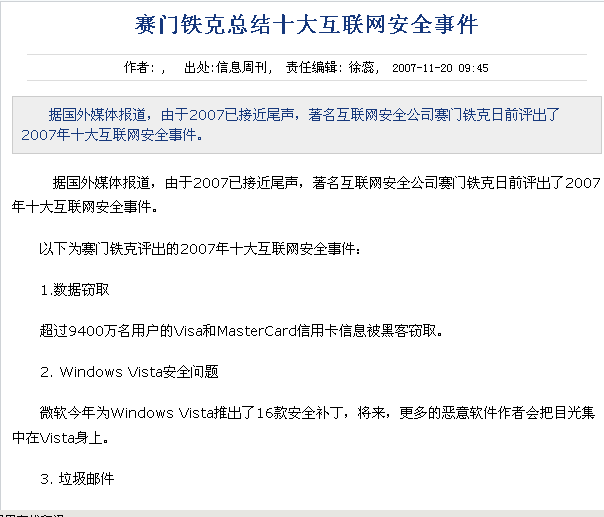 赛门铁克总结十大互联网安全事件
作者: , 出处:信息周刊, 责任编辑: 徐蕊, 2007-11-20 09:45
据国外媒体报道，由于2007已接近尾声，著名互联网安全公司赛门铁克日前评出了
2007年十大互联网安全事件。
据国外媒体报道，由于2007已接近尾声，著名互联网安全公司赛门铁克日前评出了2007
年十大互联网安全事件。
以下为赛门铁克评出的2007年十大互联网安全事件：
1.数据窃取
超过9400万名用户的Visa和MasterCard信用卡信息被黑客窃取。
2. Windows Vista安全问题
微软今年为Windows Vista推出了16款安全补丁，将来，更多的恶意软件作者会把目光集
中在Vista身上。
3. 垃圾邮件